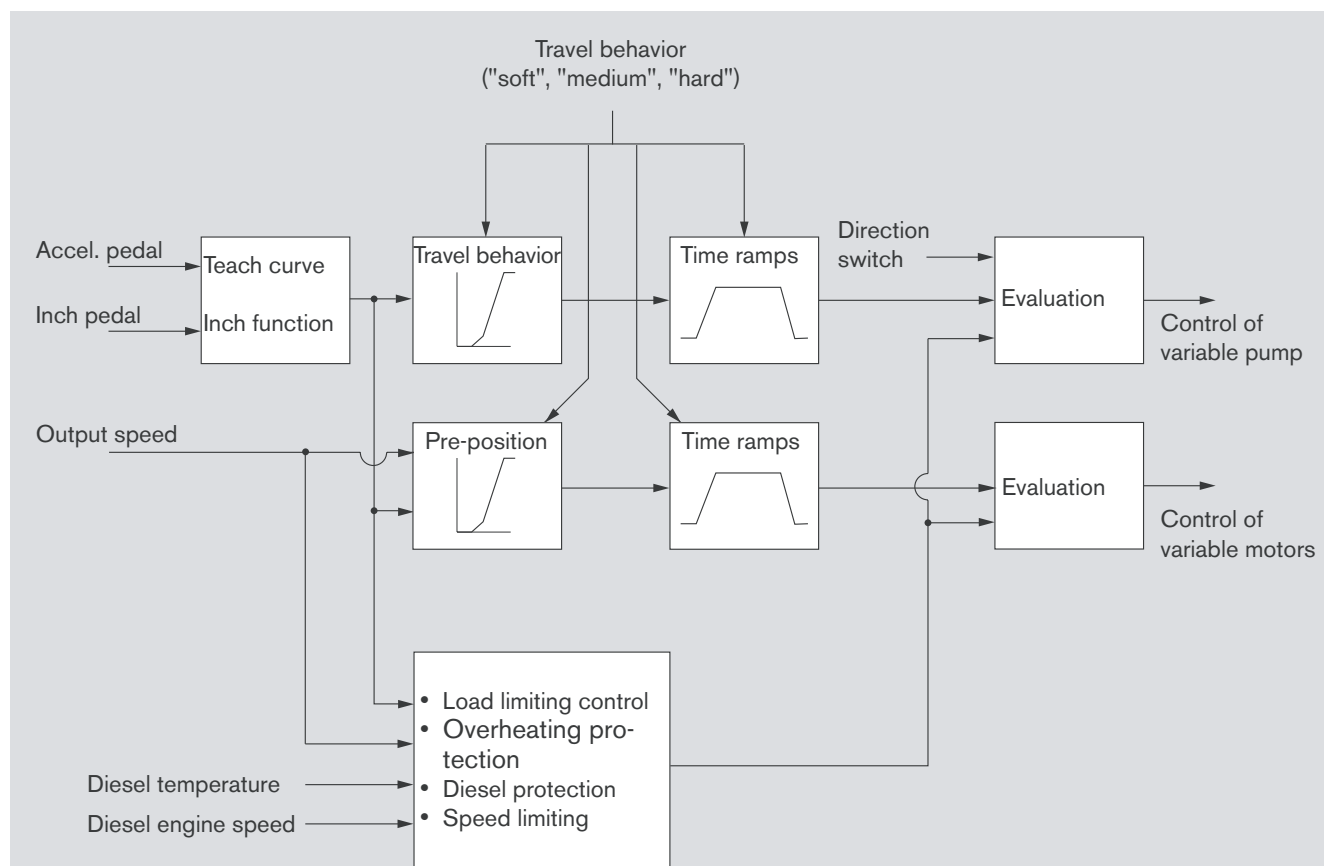 Travel behavior
("soft", "medium", "hard")
Accel. pedal
Inch pedal
Teach curve
Inch function
Travel behavior
Time ramps
Direction
switch
Evaluation
Control of
variable pump
Output speed
Pre-position
Time ramps
Evaluation
Control of
variable motors
• Load limiting control
• Overheating pro-
tection
• Diesel protection
• Speed limiting
Diesel temperature
Diesel engine speed